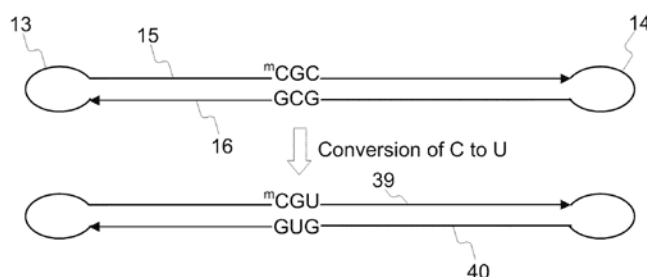 13
15
ᵐCGC
14
GCG
16
Conversion of C to U
ᵐCGU
39
GUG
40